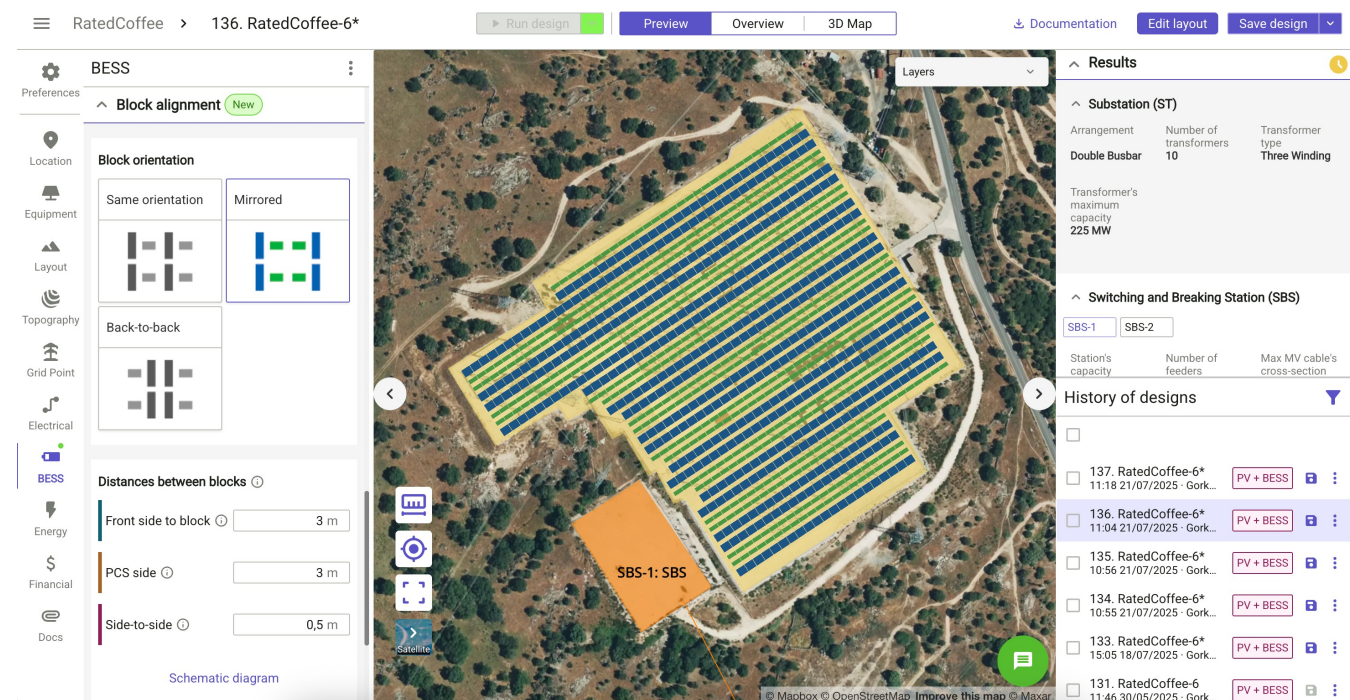 RatedCoffee
136. RatedCoffee-6*
Run design
Preview
Overview
3D Map
Documentation
Edit layout
Save design
Preferences
Location
Equipment
Layout
Topography
Grid Point
Electrical
BESS
Energy
Financial
Docs
BESS
Block alignment New
Block orientation
Same orientation
Mirrored
Back-to-back
Distances between blocks
Front side to block 3 m
PCS side 3 m
Side-to-side 0,5 m
Schematic diagram
Layers
SBS-1: SBS
Satellite
© Mapbox © OpenStreetMap Improve this map © Maxar
Results
Substation (ST)
Arrangement
Double Busbar
Number of
transformers
10
Transformer
type
Three Winding
Transformer's
maximum
capacity
225 MW
Switching and Breaking Station (SBS)
SBS-1
SBS-2
Station's
capacity
Number of
feeders
Max MV cable's
cross-section
History of designs
137. RatedCoffee-6*
11:18 21/07/2025 · Gork...
PV + BESS
136. RatedCoffee-6*
11:04 21/07/2025 · Gork...
PV + BESS
135. RatedCoffee-6*
10:56 21/07/2025 · Gork...
PV + BESS
134. RatedCoffee-6*
10:55 21/07/2025 · Gork...
PV + BESS
133. RatedCoffee-6*
15:05 18/07/2025 · Gork...
PV + BESS
131. RatedCoffee-6*
11:46 30/05/2025 · Gork...
PV + BESS